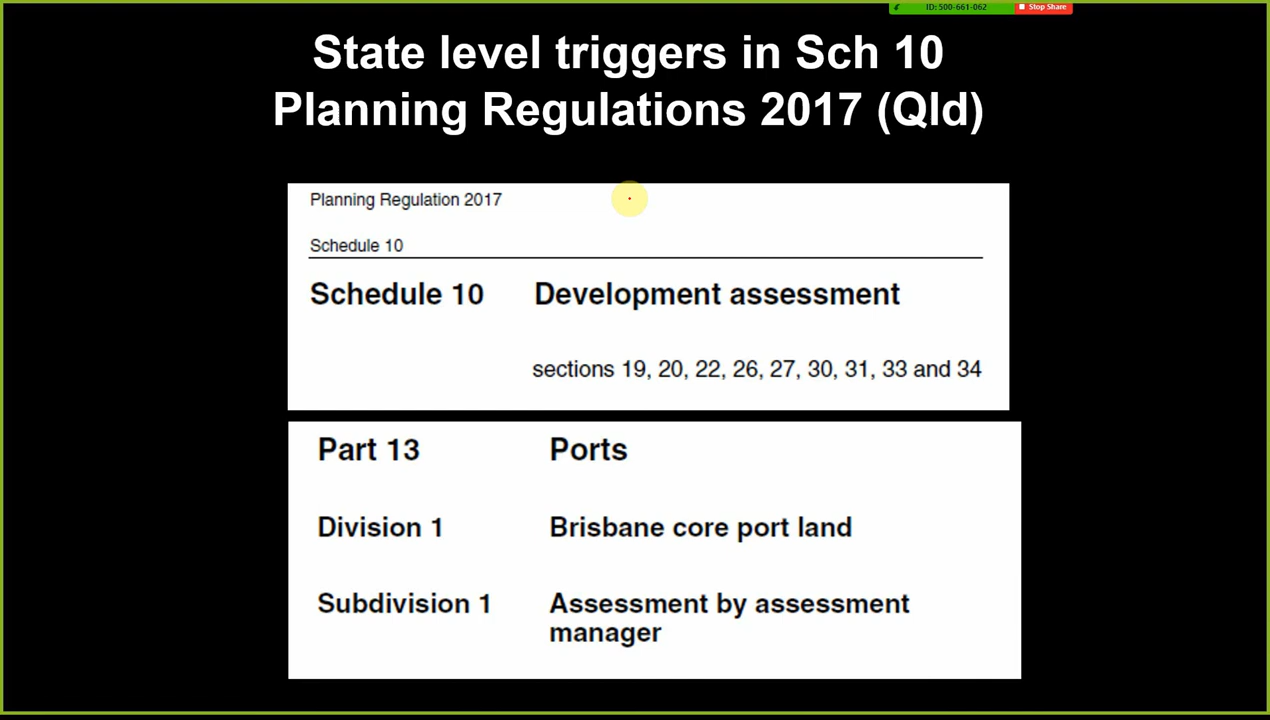 ID: 500-661-062
Stop Share
State level triggers in Sch 10
Planning Regulations 2017 (Qld)
Planning Regulation 2017
Schedule 10
Schedule 10 Development assessment
sections 19, 20, 22, 26, 27, 30, 31, 33 and 34
Part 13 Ports
Division 1 Brisbane core port land
Subdivision 1 Assessment by assessment
manager